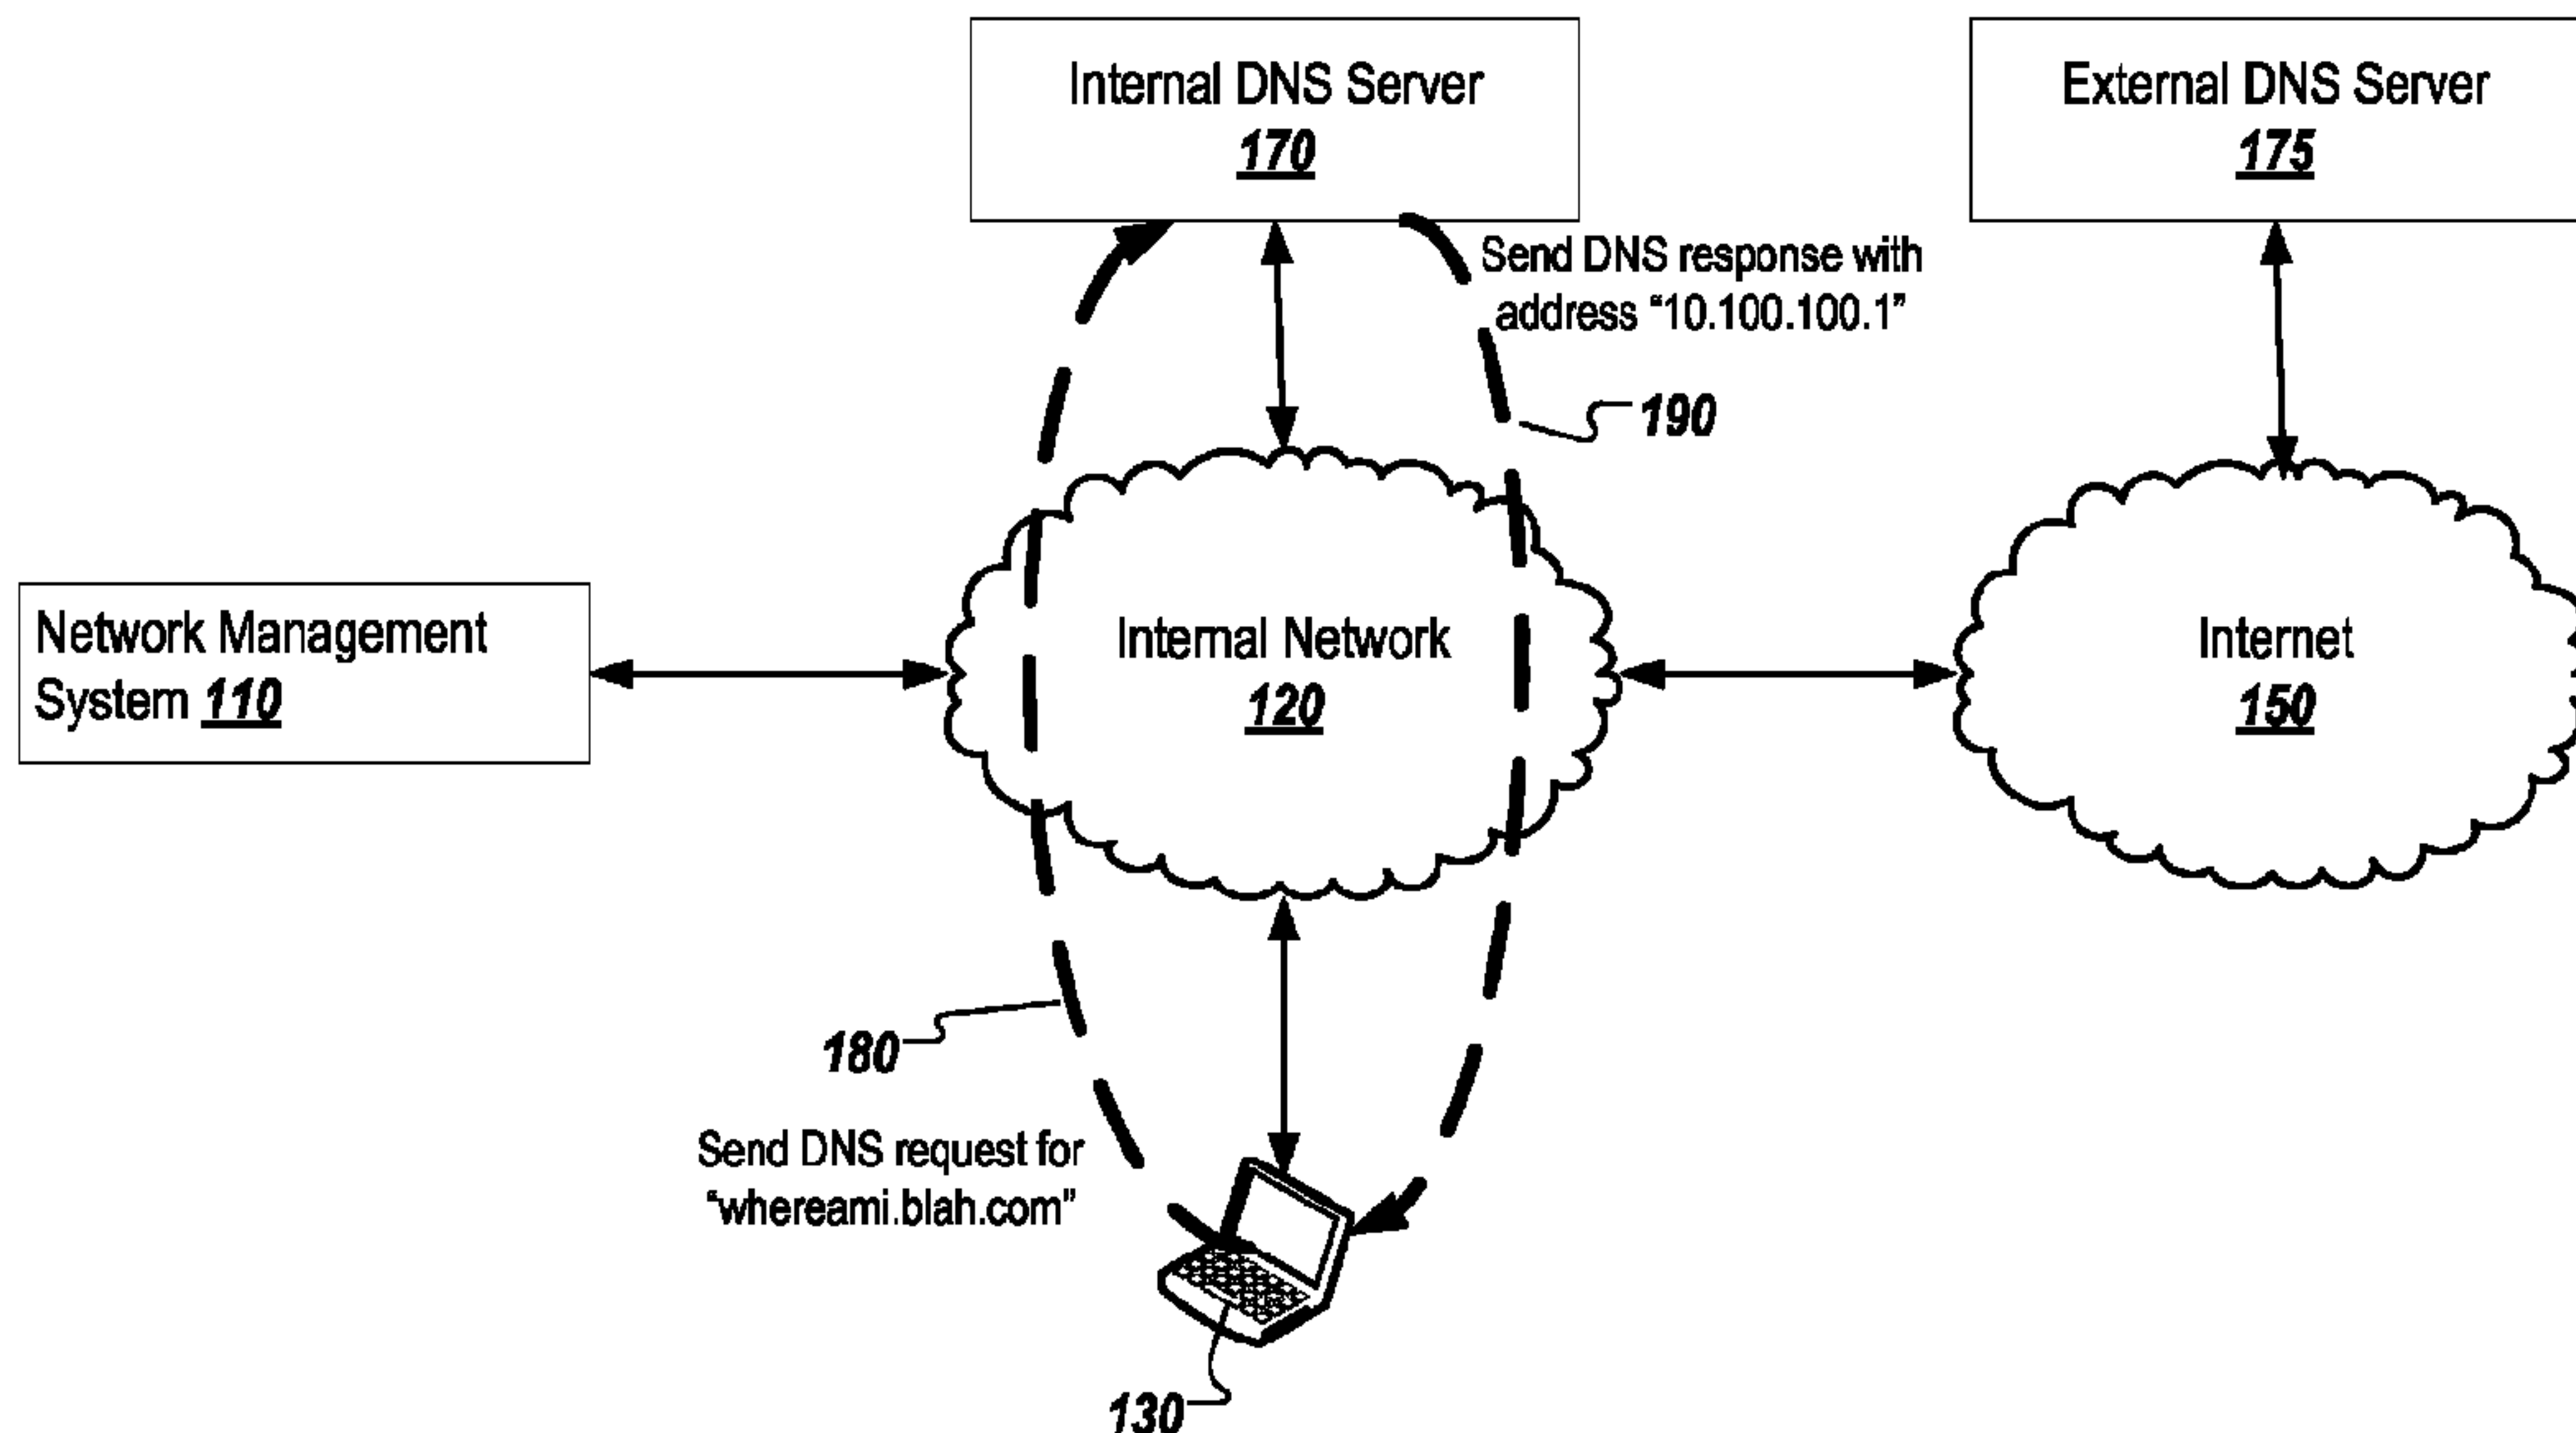 Internal DNS Server
170
External DNS Server
175
Send DNS response with
address “10.100.100.1”
190
Network Management
System 110
Internal Network
120
Internet
150
180
Send DNS request for
“whereami.blah.com”
130